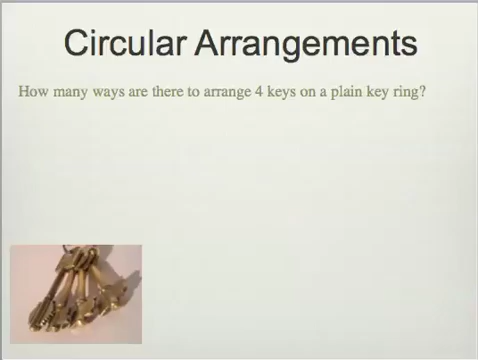 Circular Arrangements
How many ways are there to arrange 4 keys on a plain key ring?